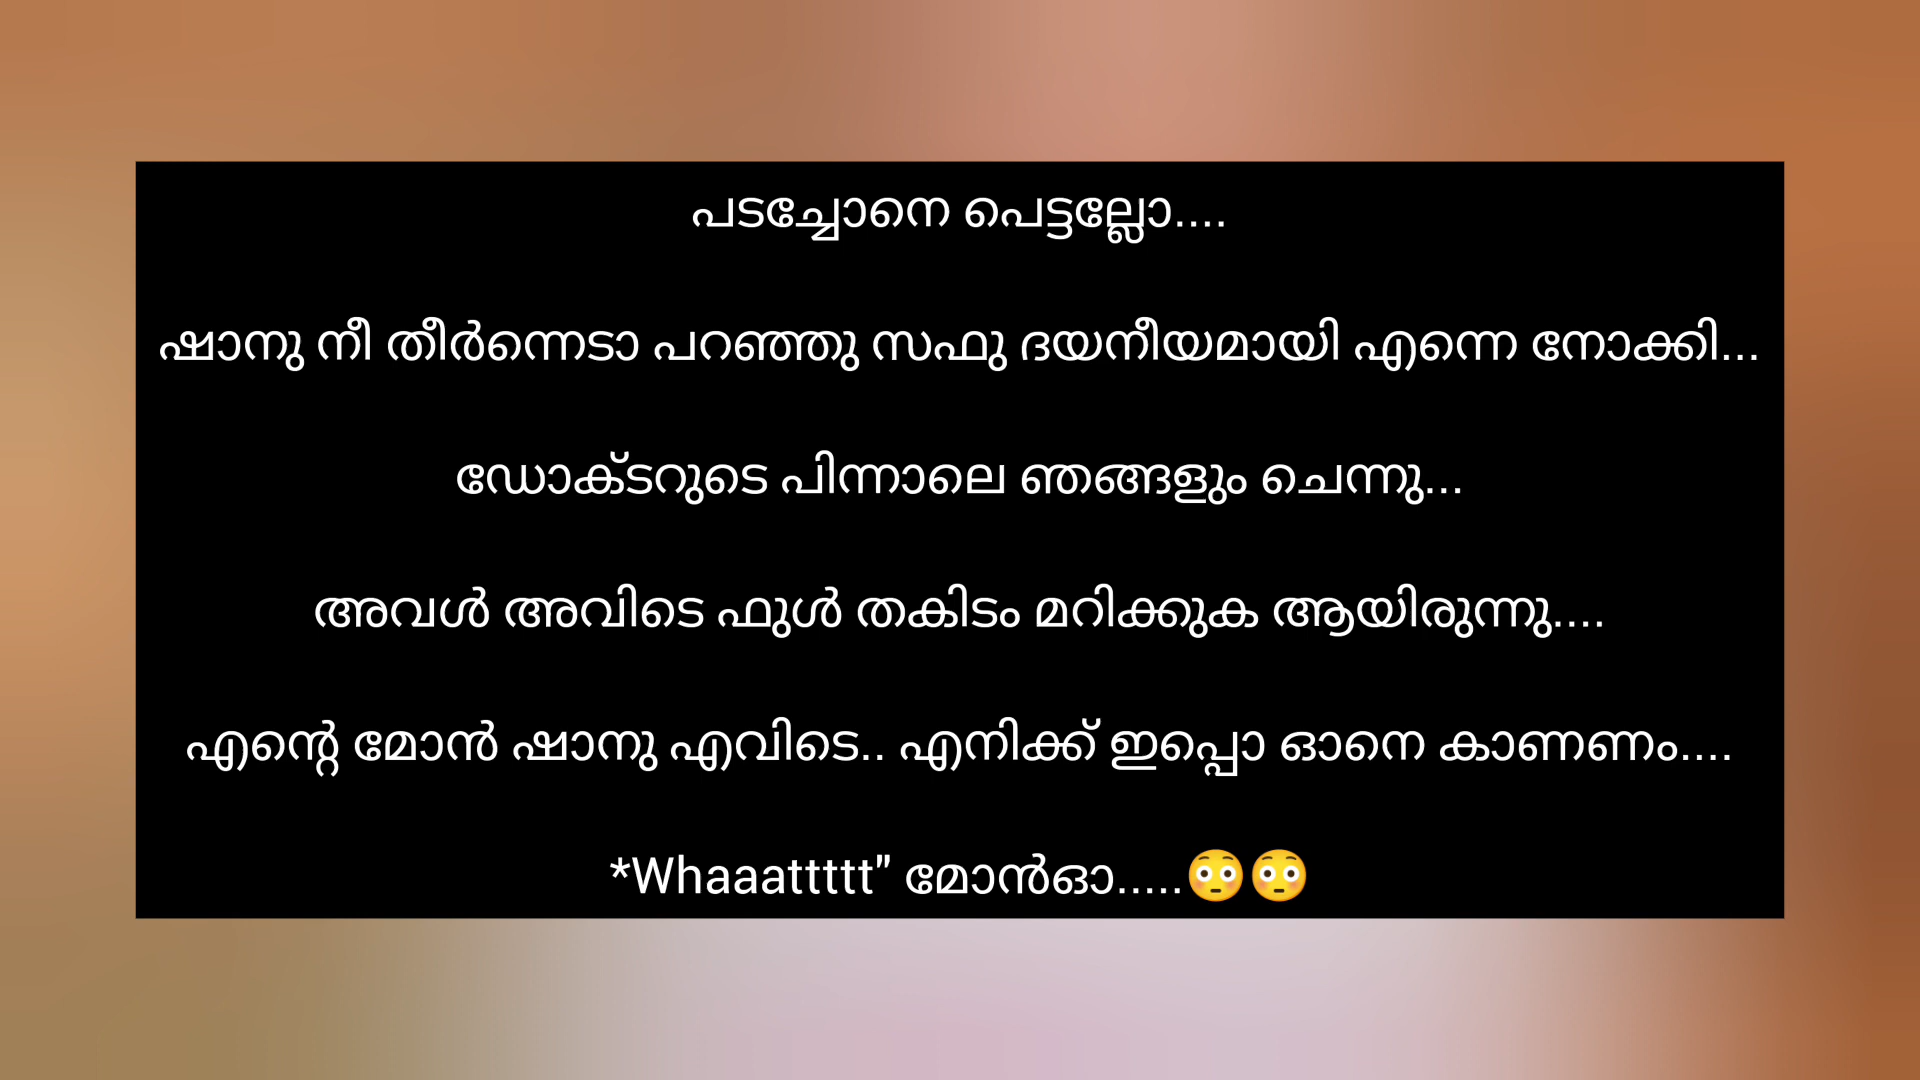 പടച്ചോനെ പെട്ടല്ലോ....
ഷാനു നീ തീർന്നെടാ പറഞ്ഞു സഫു ദയനീയമായി എന്നെ നോക്കി...
ഡോക്ടറുടെ പിന്നാലെ ഞങ്ങളും ചെന്നു...
അവൾ അവിടെ ഫുൾ തകിടം മറിക്കുക ആയിരുന്നു....
എന്റെ മോൻ ഷാനു എവിടെ.. എനിക്ക് ഇപ്പൊ ഓനെ കാണണം....
*Whaaattttt" മോൻഓ.....😳😳